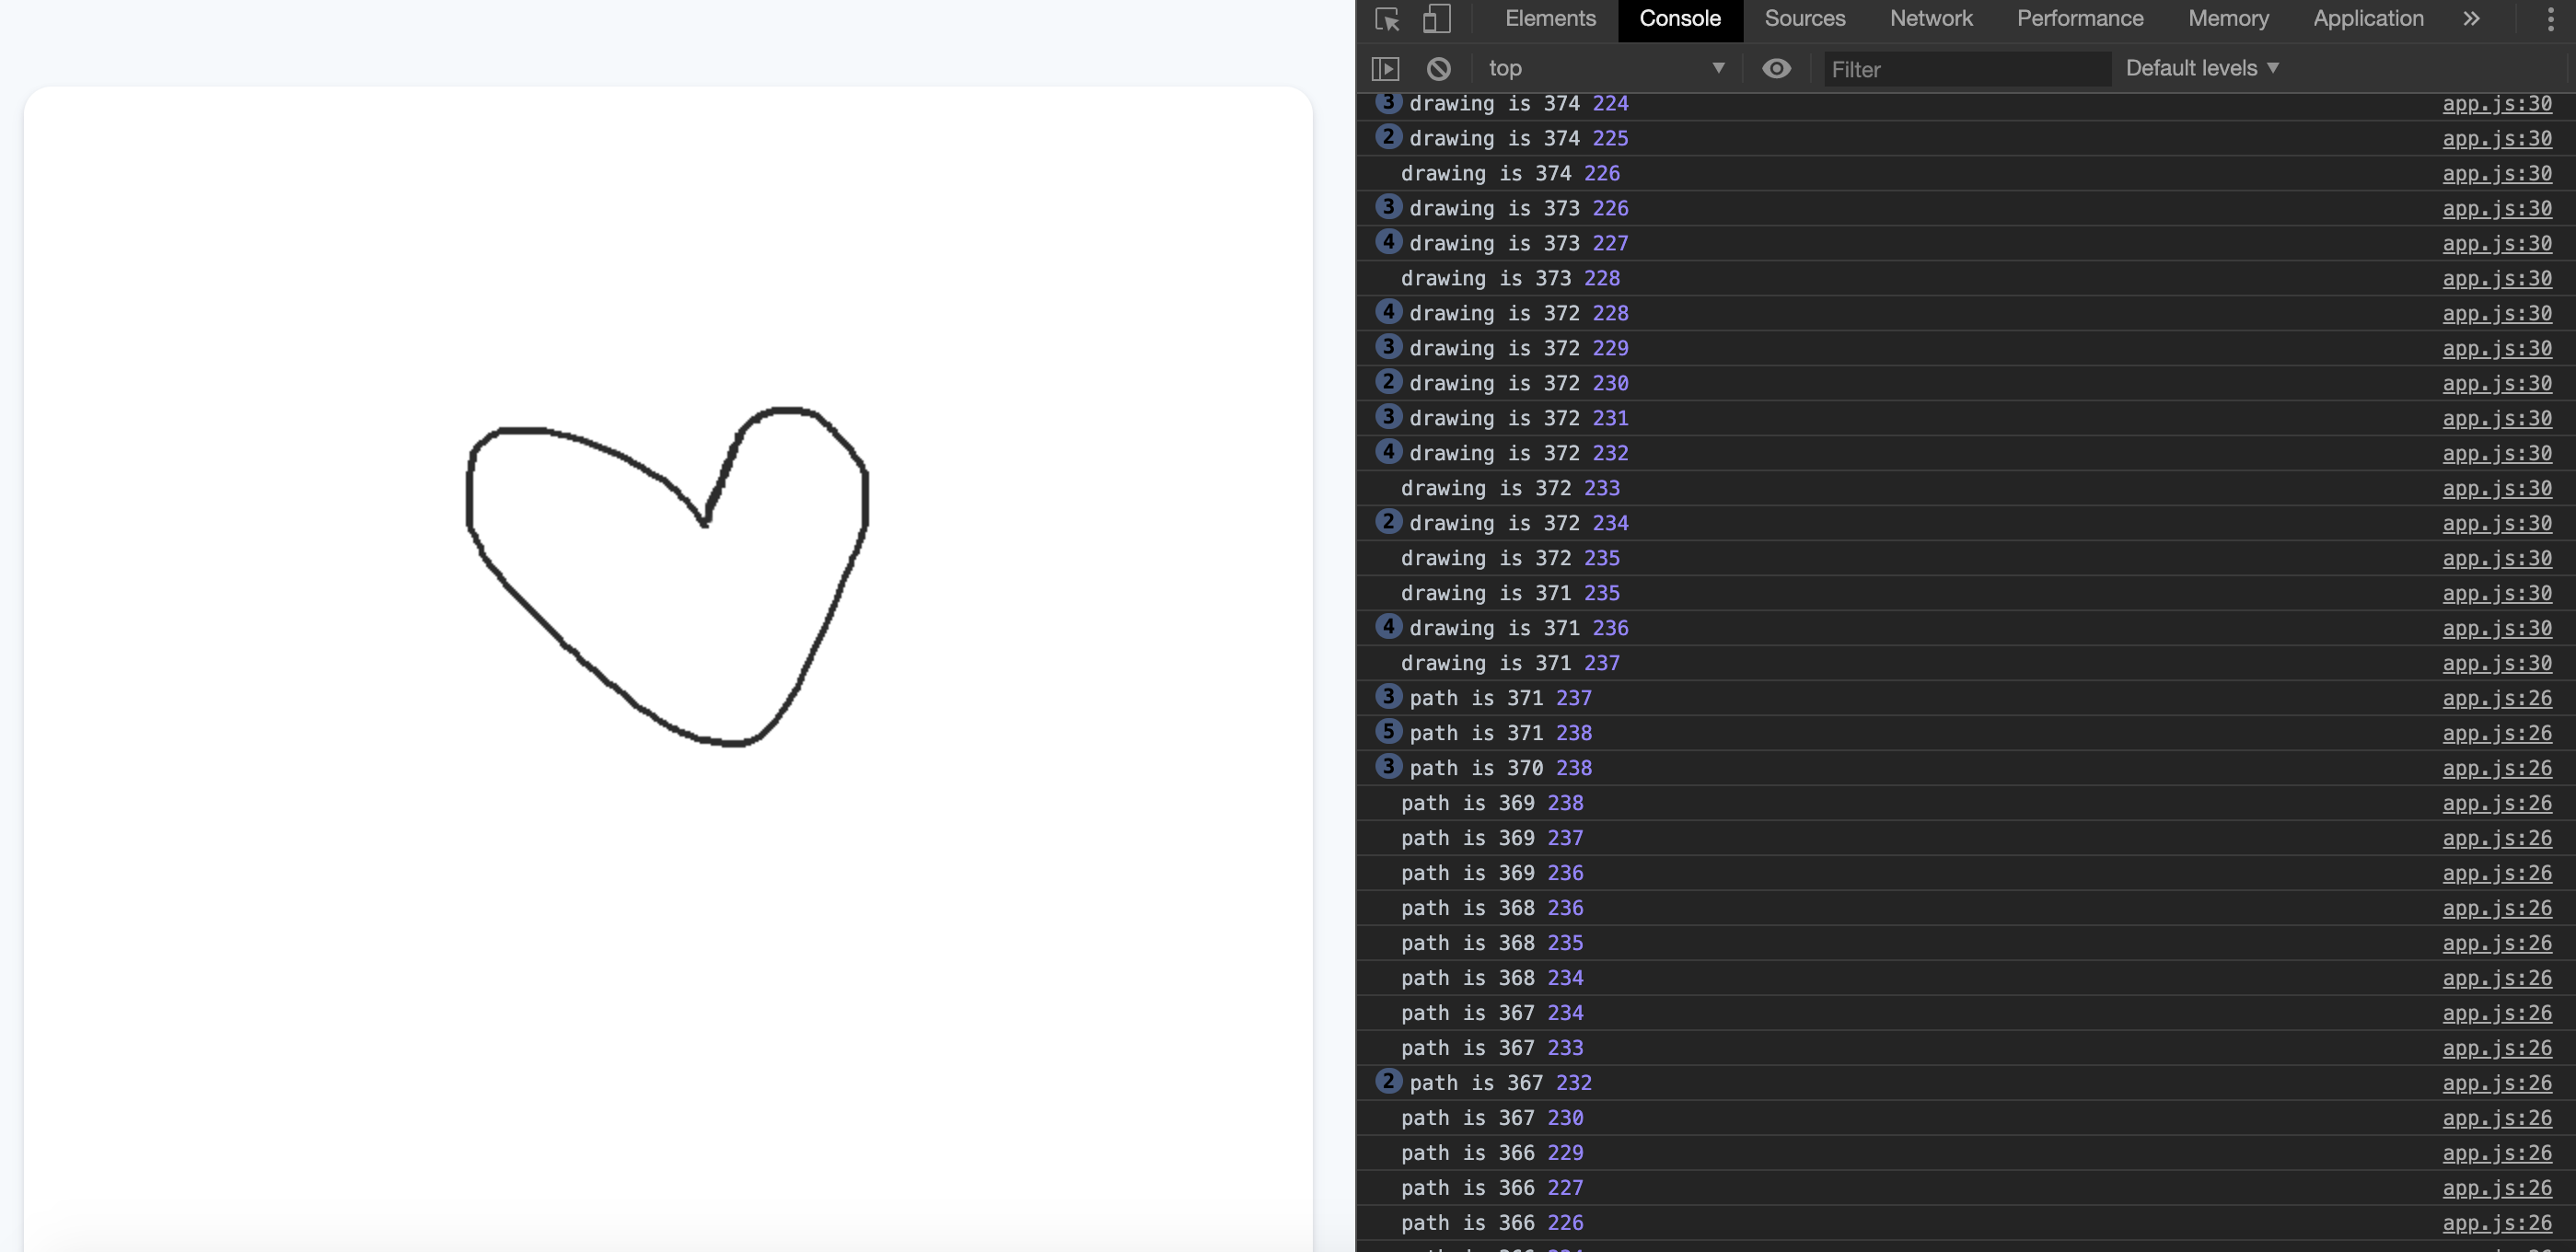 Elements Console Sources Network Performance Memory Application »
top ▼ Filter Default levels ▼
3 drawing is 374 224 app.js:30
2 drawing is 374 225 app.js:30
drawing is 374 226 app.js:30
3 drawing is 373 226 app.js:30
4 drawing is 373 227 app.js:30
drawing is 373 228 app.js:30
4 drawing is 372 228 app.js:30
3 drawing is 372 229 app.js:30
2 drawing is 372 230 app.js:30
3 drawing is 372 231 app.js:30
4 drawing is 372 232 app.js:30
drawing is 372 233 app.js:30
2 drawing is 372 234 app.js:30
drawing is 372 235 app.js:30
drawing is 371 235 app.js:30
4 drawing is 371 236 app.js:30
drawing is 371 237 app.js:30
3 path is 371 237 app.js:26
5 path is 371 238 app.js:26
3 path is 370 238 app.js:26
path is 369 238 app.js:26
path is 369 237 app.js:26
path is 369 236 app.js:26
path is 368 236 app.js:26
path is 368 235 app.js:26
path is 368 234 app.js:26
path is 367 234 app.js:26
path is 367 233 app.js:26
2 path is 367 232 app.js:26
path is 367 230 app.js:26
path is 366 229 app.js:26
path is 366 227 app.js:26
path is 366 226 app.js:26